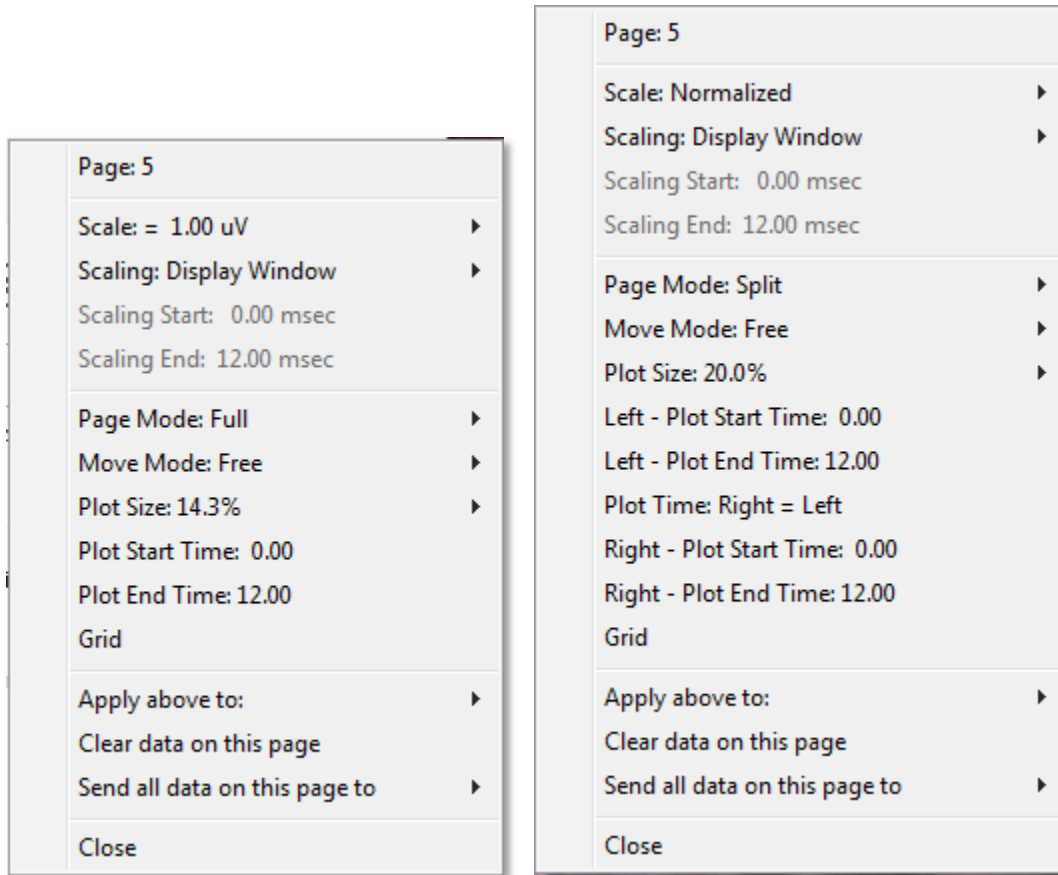 Page: 5
Scale: = 1.00 uV
Scaling: Display Window
Scaling Start: 0.00 msec
Scaling End: 12.00 msec
Page Mode: Full
Move Mode: Free
Plot Size: 14.3%
Plot Start Time: 0.00
Plot End Time: 12.00
Grid
Apply above to:
Clear data on this page
Send all data on this page to
Close
Page: 5
Scale: Normalized
Scaling: Display Window
Scaling Start: 0.00 msec
Scaling End: 12.00 msec
Page Mode: Split
Move Mode: Free
Plot Size: 20.0%
Left - Plot Start Time: 0.00
Left - Plot End Time: 12.00
Plot Time: Right = Left
Right - Plot Start Time: 0.00
Right - Plot End Time: 12.00
Grid
Apply above to:
Clear data on this page
Send all data on this page to
Close